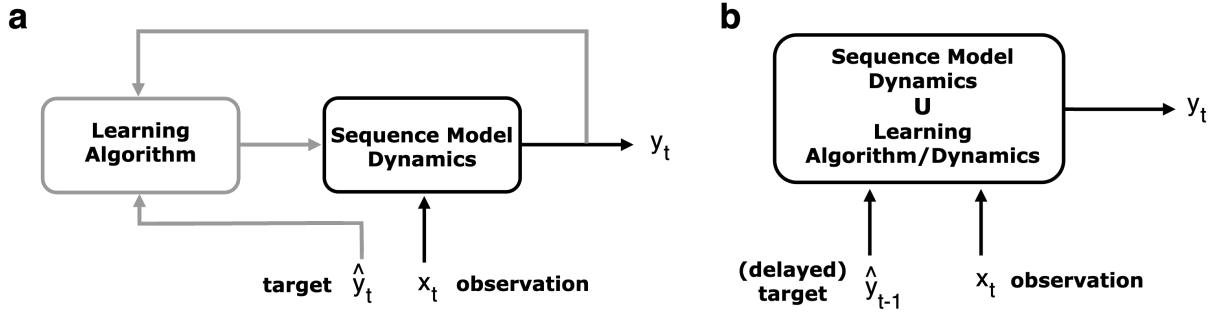 a
Learning
Algorithm
Sequence Model
Dynamics
y_t
target ŷ_t
x_t observation
b
Sequence Model
Dynamics
U
Learning
Algorithm/Dynamics
y_t
(delayed)
target ŷ_{t-1}
x_t observation